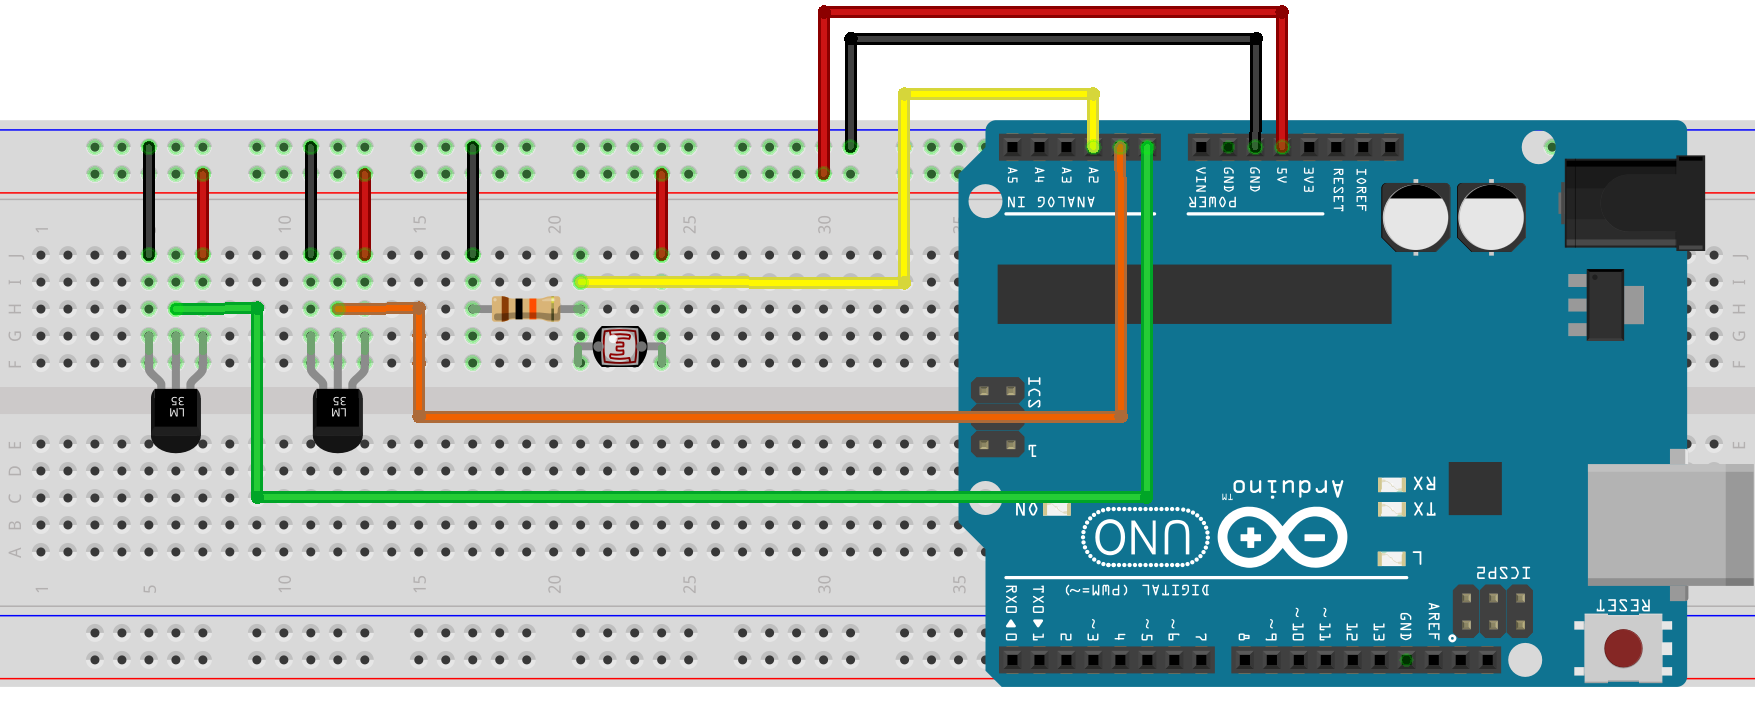 1
10
15
20
25
30
35
J
I
H
G
F
J
I
H
G
F
LM
35
LM
35
E
D
C
B
A
E
1
5
10
15
20
25
30
35
A5
A4
A3
A2
ANALOG IN
VIN
GND
GND
5V
3V3
RESET
IOREF
POWER
ICSP
1
ON
UNO
Arduino
TM
RX
TX
L
ICSP2
RESET
DIGITAL (PWM=~)
RX0◀0
TX0▶1
2
~3
4
~5
~6
7
8
~9
~10
~11
12
13
GND
AREF